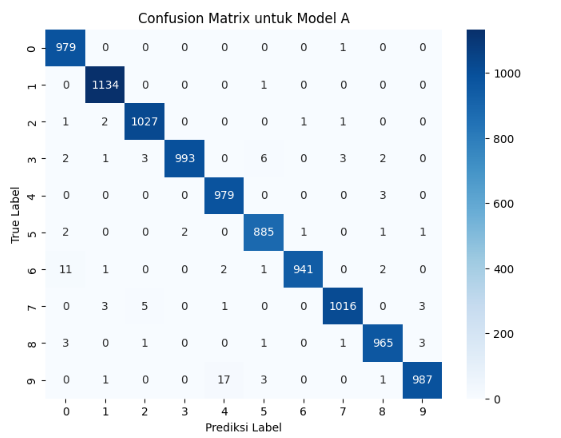 Confusion Matrix untuk Model A
True Label
0 979 0 0 0 0 0 0 1 0 0
1 0 1134 0 0 0 1 0 0 0 0
2 1 2 1027 0 0 0 1 1 0 0
3 2 1 3 993 0 6 0 3 2 0
4 0 0 0 0 979 0 0 0 3 0
5 2 0 0 2 0 885 1 0 1 1
6 11 1 0 0 2 1 941 0 2 0
7 0 3 5 0 1 0 0 1016 0 3
8 3 0 1 0 0 1 0 1 965 3
9 0 1 0 0 17 3 0 0 1 987
0 1 2 3 4 5 6 7 8 9
Prediksi Label
1000
800
600
400
200
0